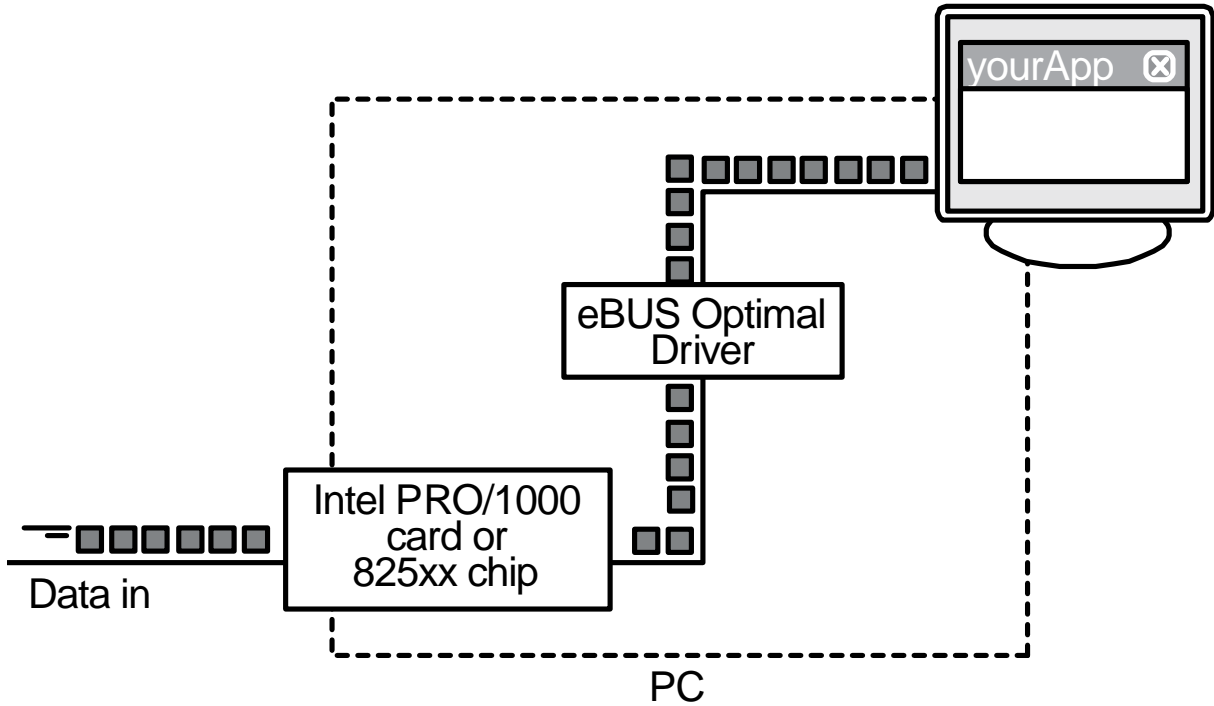 yourApp
eBUS Optimal
Driver
Intel PRO/1000
card or
825xx chip
Data in
PC